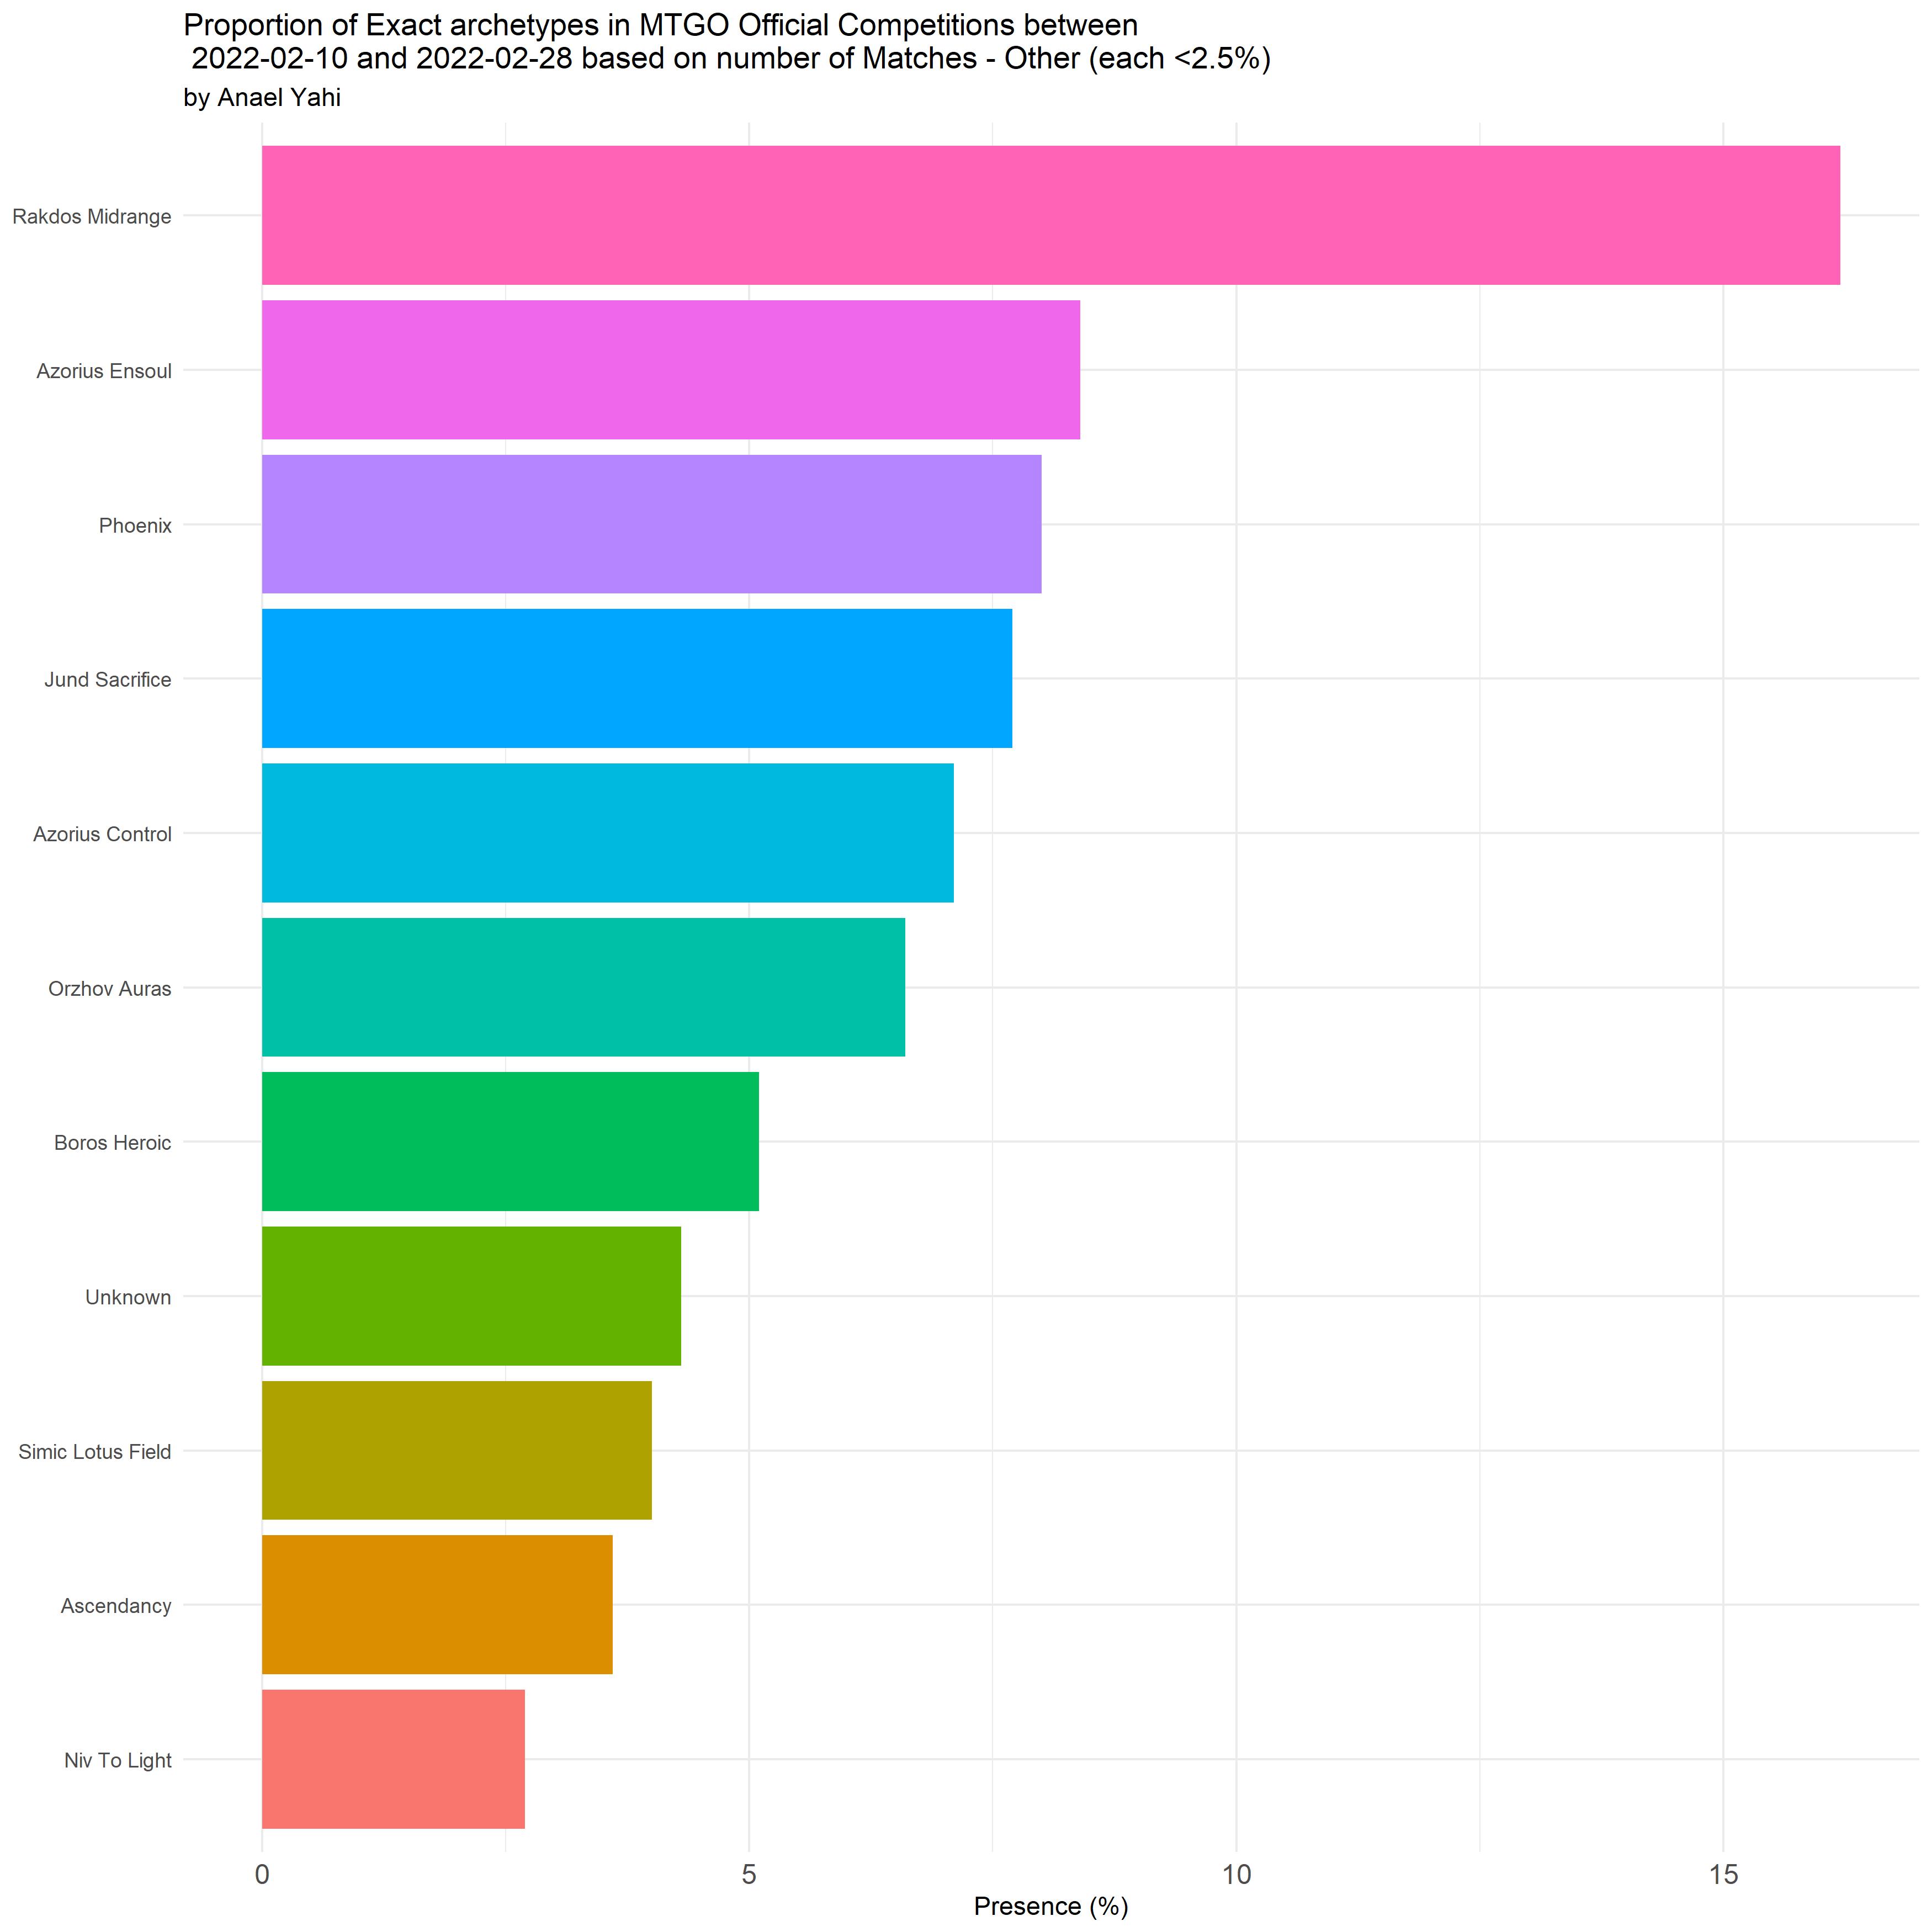 Proportion of Exact archetypes in MTGO Official Competitions between
2022-02-10 and 2022-02-28 based on number of Matches - Other (each <2.5%)
by Anael Yahi
Rakdos Midrange
Azorius Ensoul
Phoenix
Jund Sacrifice
Azorius Control
Orzhov Auras
Boros Heroic
Unknown
Simic Lotus Field
Ascendancy
Niv To Light
0 5 10 15
Presence (%)